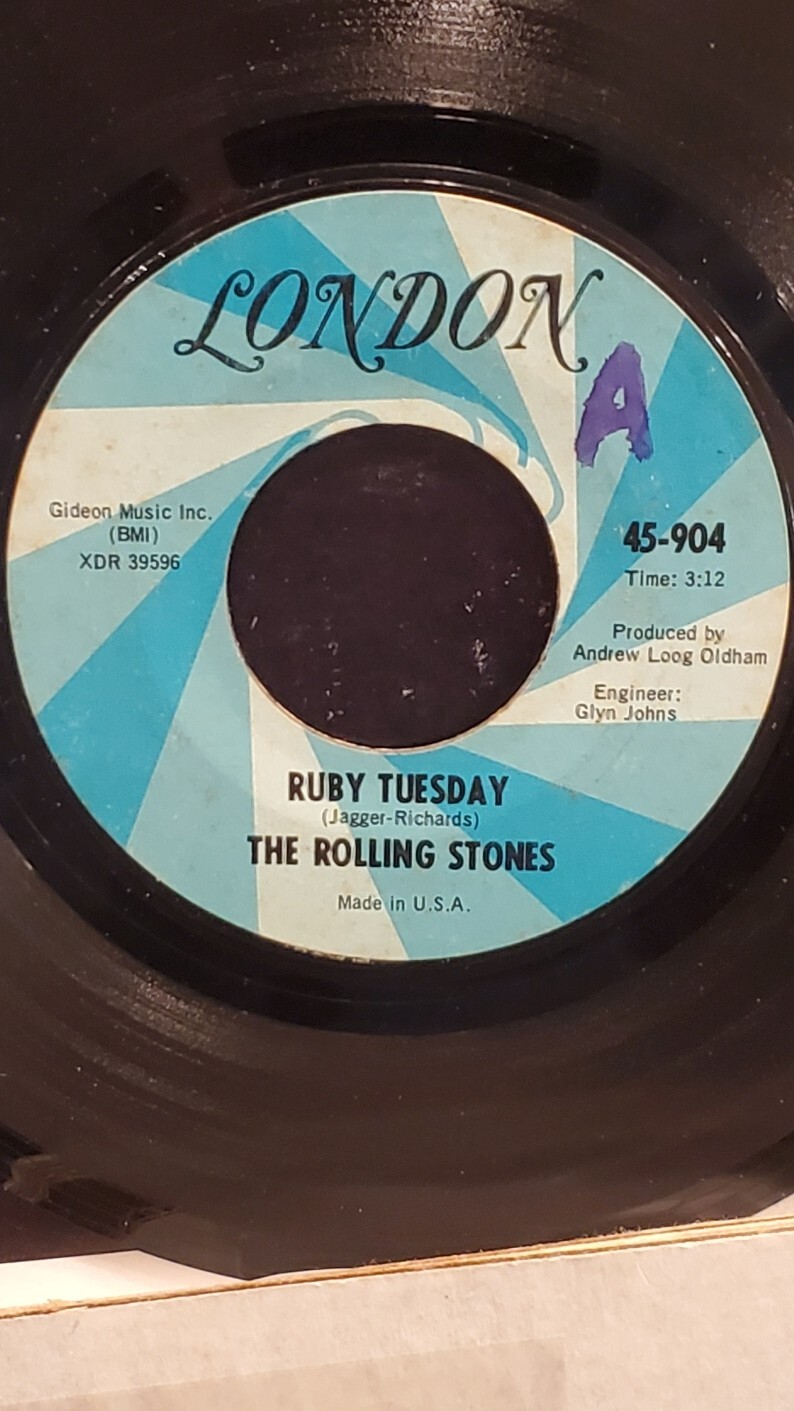 LONDON
A
Gideon Music Inc.
(BMI)
XDR 39596
45-904
Time: 3:12
Produced by
Andrew Loog Oldham
Engineer:
Glyn Johns
RUBY TUESDAY
(Jagger-Richards)
THE ROLLING STONES
Made in U.S.A.